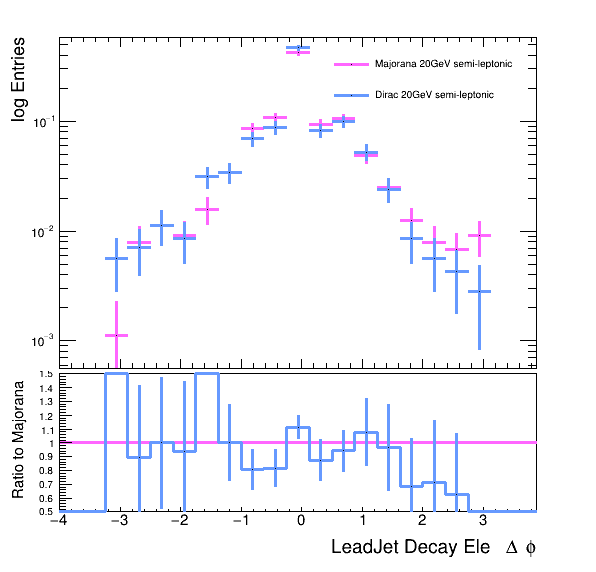 log Entries
Majorana 20GeV semi-leptonic
Dirac 20GeV semi-leptonic
10⁻¹
10⁻²
10⁻³
Ratio to Majorana
1.5
1.4
1.3
1.2
1.1
1
0.9
0.8
0.7
0.6
0.5
−4 −3 −2 −1 0 1 2 3
LeadJet Decay Ele Δ ϕ